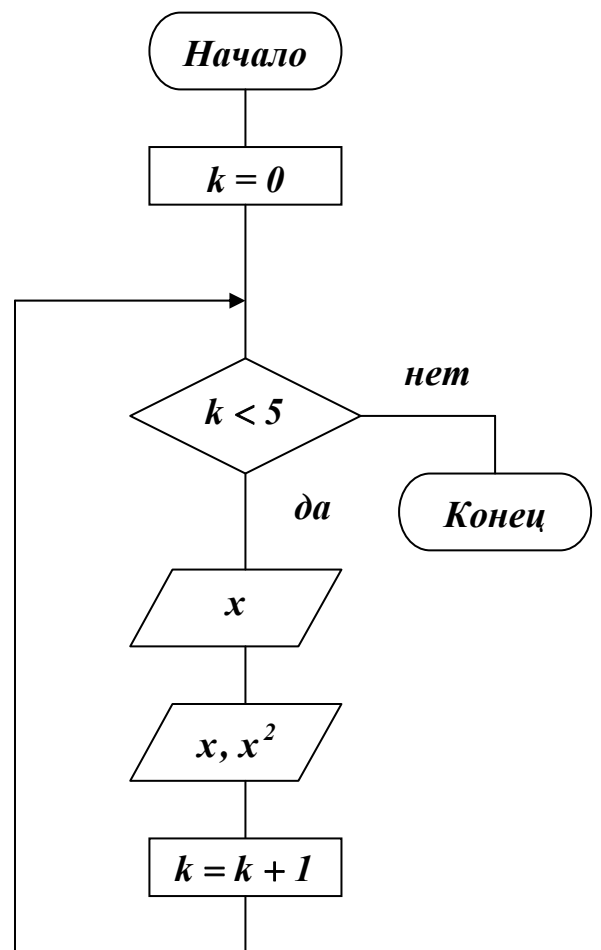 Начало
k = 0
k < 5
нет
да
Конец
x
x, x²
k = k + 1